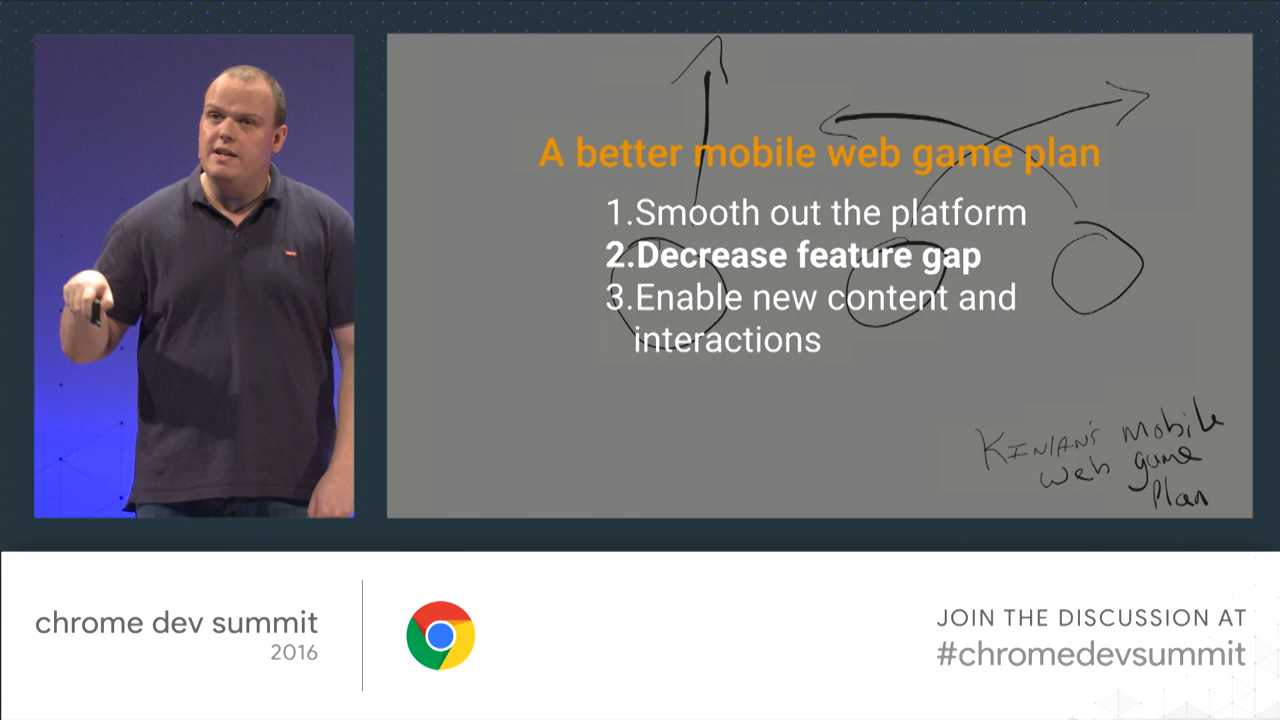 A better mobile web game plan
1.Smooth out the platform
2.Decrease feature gap
3.Enable new content and
interactions
KINLAN'S mobile
web game
Plan
chrome dev summit
2016
JOIN THE DISCUSSION AT
#chromedevsummit